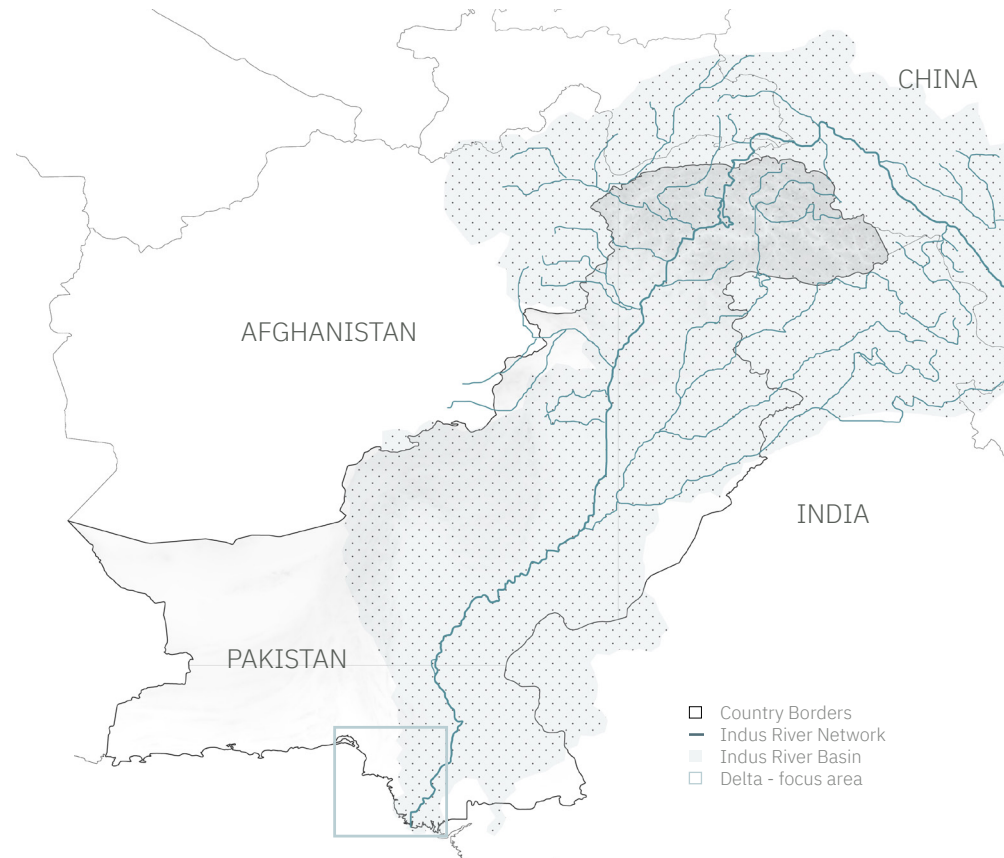 CHINA
AFGHANISTAN
INDIA
PAKISTAN
Country Borders
Indus River Network
Indus River Basin
Delta - focus area